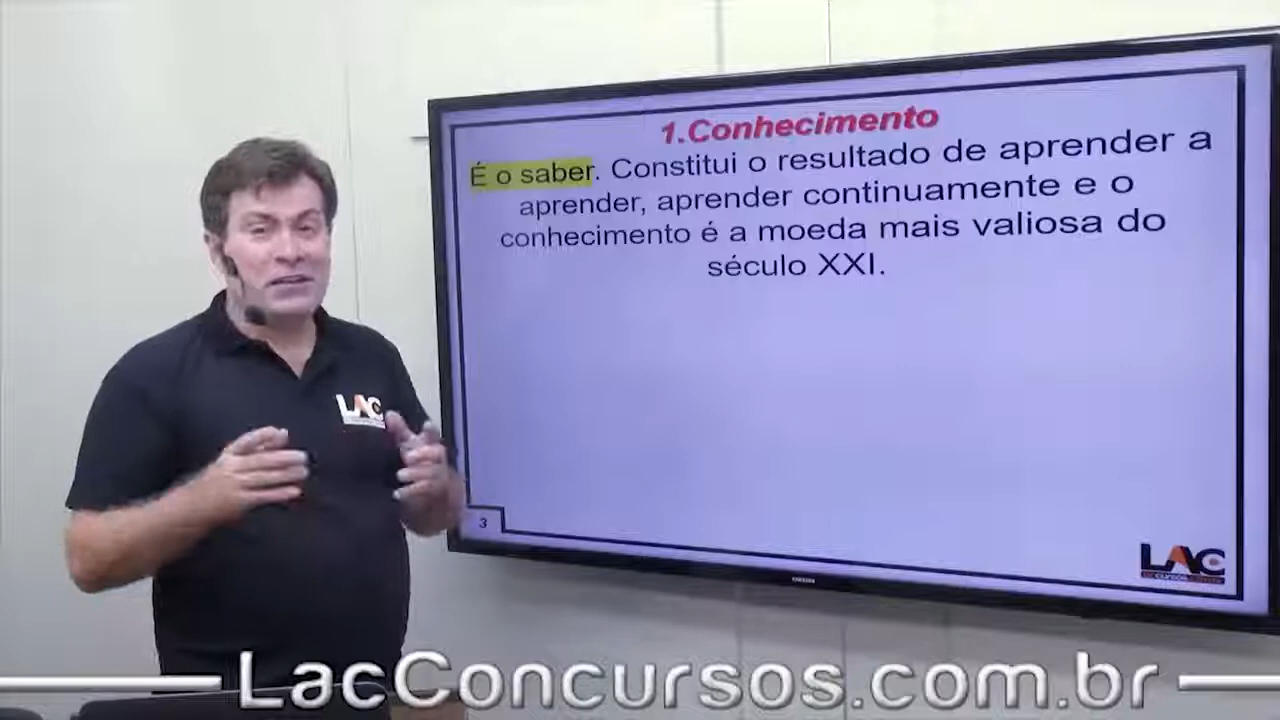 1.Conhecimento
É o saber. Constitui o resultado de aprender a
aprender, aprender continuamente e o
conhecimento é a moeda mais valiosa do
século XXI.
LAC
3
LAC
LacConcursos.com.br